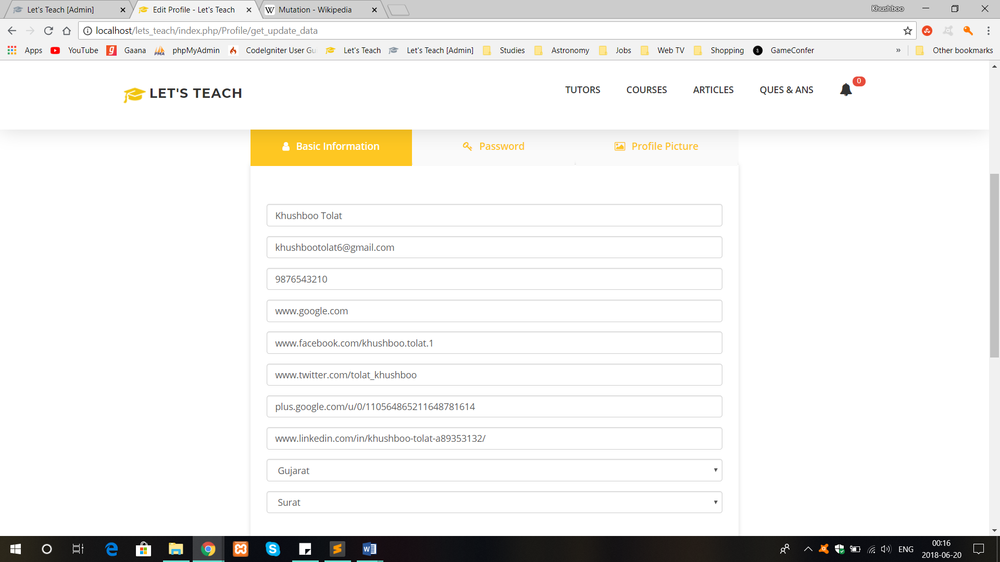 Let's Teach [Admin]
Edit Profile - Let's Teach
Mutation - Wikipedia
Khushboo
localhost/lets_teach/index.php/Profile/get_update_data
Apps YouTube Gaana phpMyAdmin CodeIgniter User Gu Let's Teach Let's Teach [Admin] Studies Astronomy Jobs Web TV Shopping GameConfer » Other bookmarks
LET'S TEACH
TUTORS COURSES ARTICLES QUES & ANS 0
Basic Information Password Profile Picture
Khushboo Tolat
khushbootolat6@gmail.com
9876543210
www.google.com
www.facebook.com/khushboo.tolat.1
www.twitter.com/tolat_khushboo
plus.google.com/u/0/110564865211648781614
www.linkedin.com/in/khushboo-tolat-a89353132/
Gujarat
Surat
ENG
00:16
2018-06-20